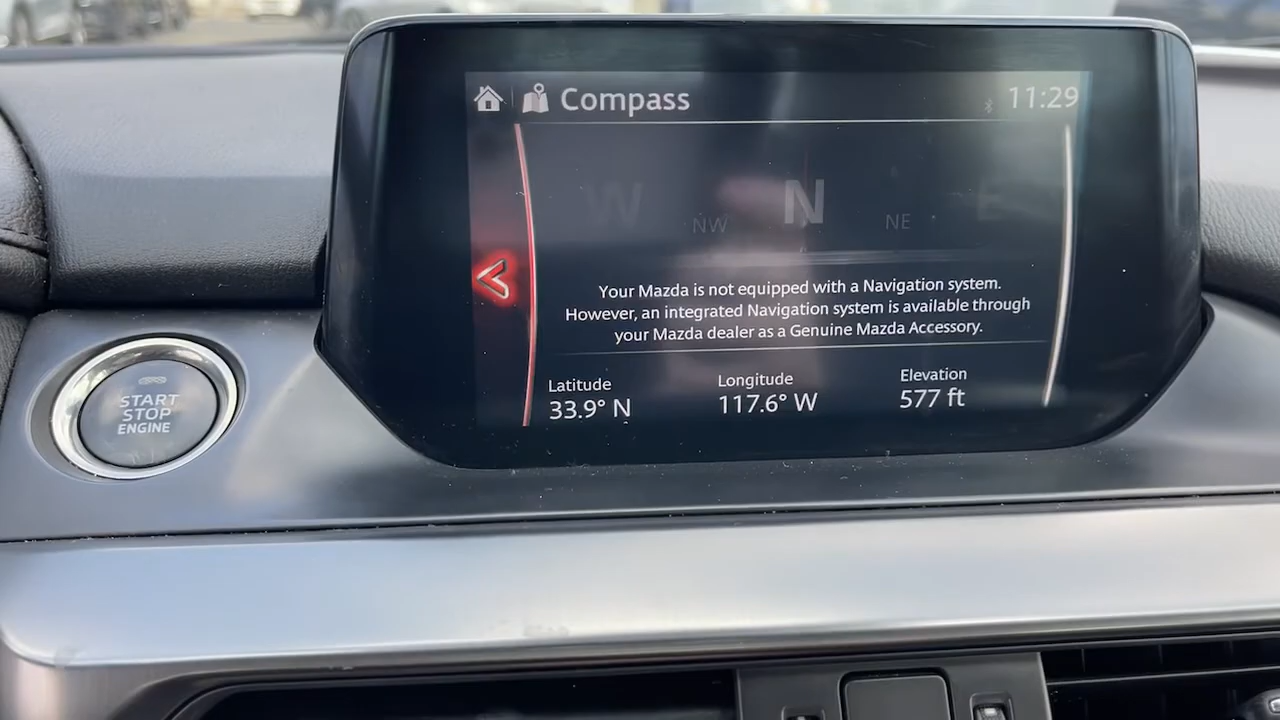 Compass
11:29
W NW N NE E
Your Mazda is not equipped with a Navigation system.
However, an integrated Navigation system is available through
your Mazda dealer as a Genuine Mazda Accessory.
Latitude Longitude Elevation
33.9° N 117.6° W 577 ft
START
STOP
ENGINE